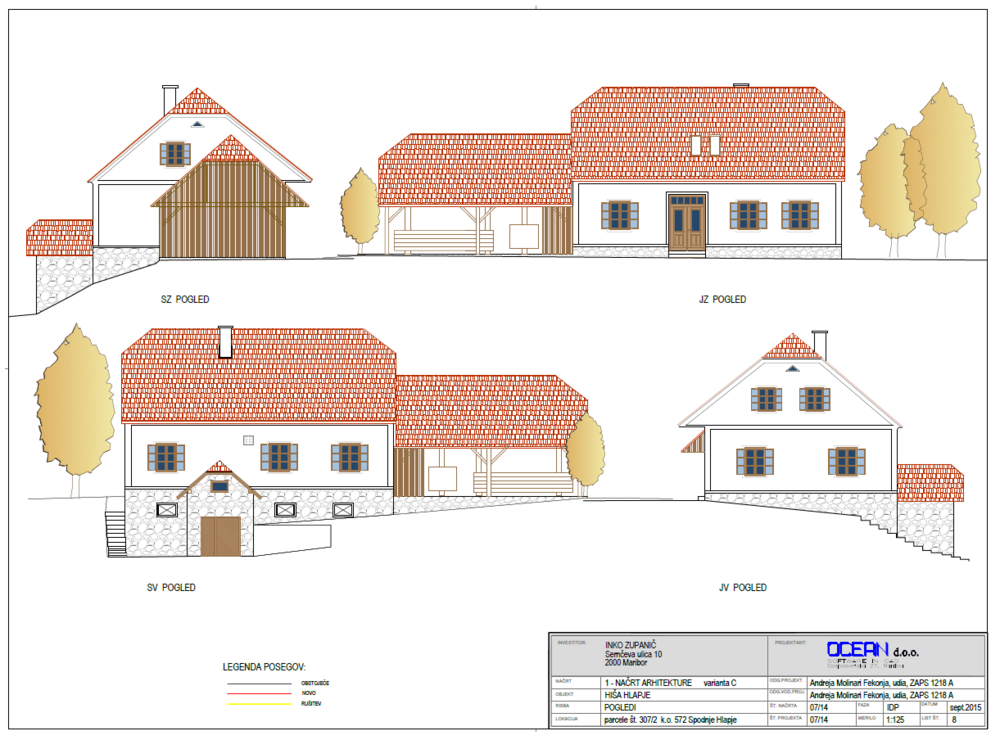 SZ POGLED
JZ POGLED
SV POGLED
JV POGLED
LEGENDA POSEGOV:
OBSTOJEČE
NOVO
RUŠITEV
INVESTITOR:
INKO ZUPANIČ
Semčeva ulica 10
2000 Maribor
PROJEKTANT:
OCEAN d.o.o.
SOFTWARE IN CAD
NAČRT
1 - NAČRT ARHITEKTURE varianta C
ODG.PROJEKT
Andreja Molinari Fekonja, udia, ZAPS 1218 A
OBJEKT
HIŠA HLAPJE
ODG.VOD.PROJ.
Andreja Molinari Fekonja, udia, ZAPS 1218 A
RISBA
POGLEDI
ŠT. NAČRTA
07/14
FAZA
IDP
DATUM
sept.2015
LOKACIJA
parcele št. 307/2 k.o. 572 Spodnje Hlapje
ŠT. PROJEKTA
07/14
MERILO
1:125
LIST ŠT.
8